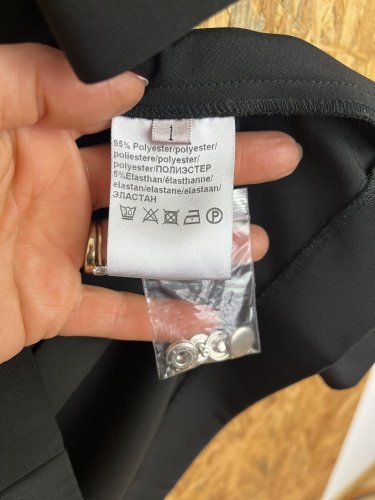 1
95% Polyester/polyester/
poliestere/polyester/
polyester/ПОЛИЭСТЕР
5%Elasthan/élasthanne/
elastan/elastane/elastaan/
ЭЛАСТАН
P